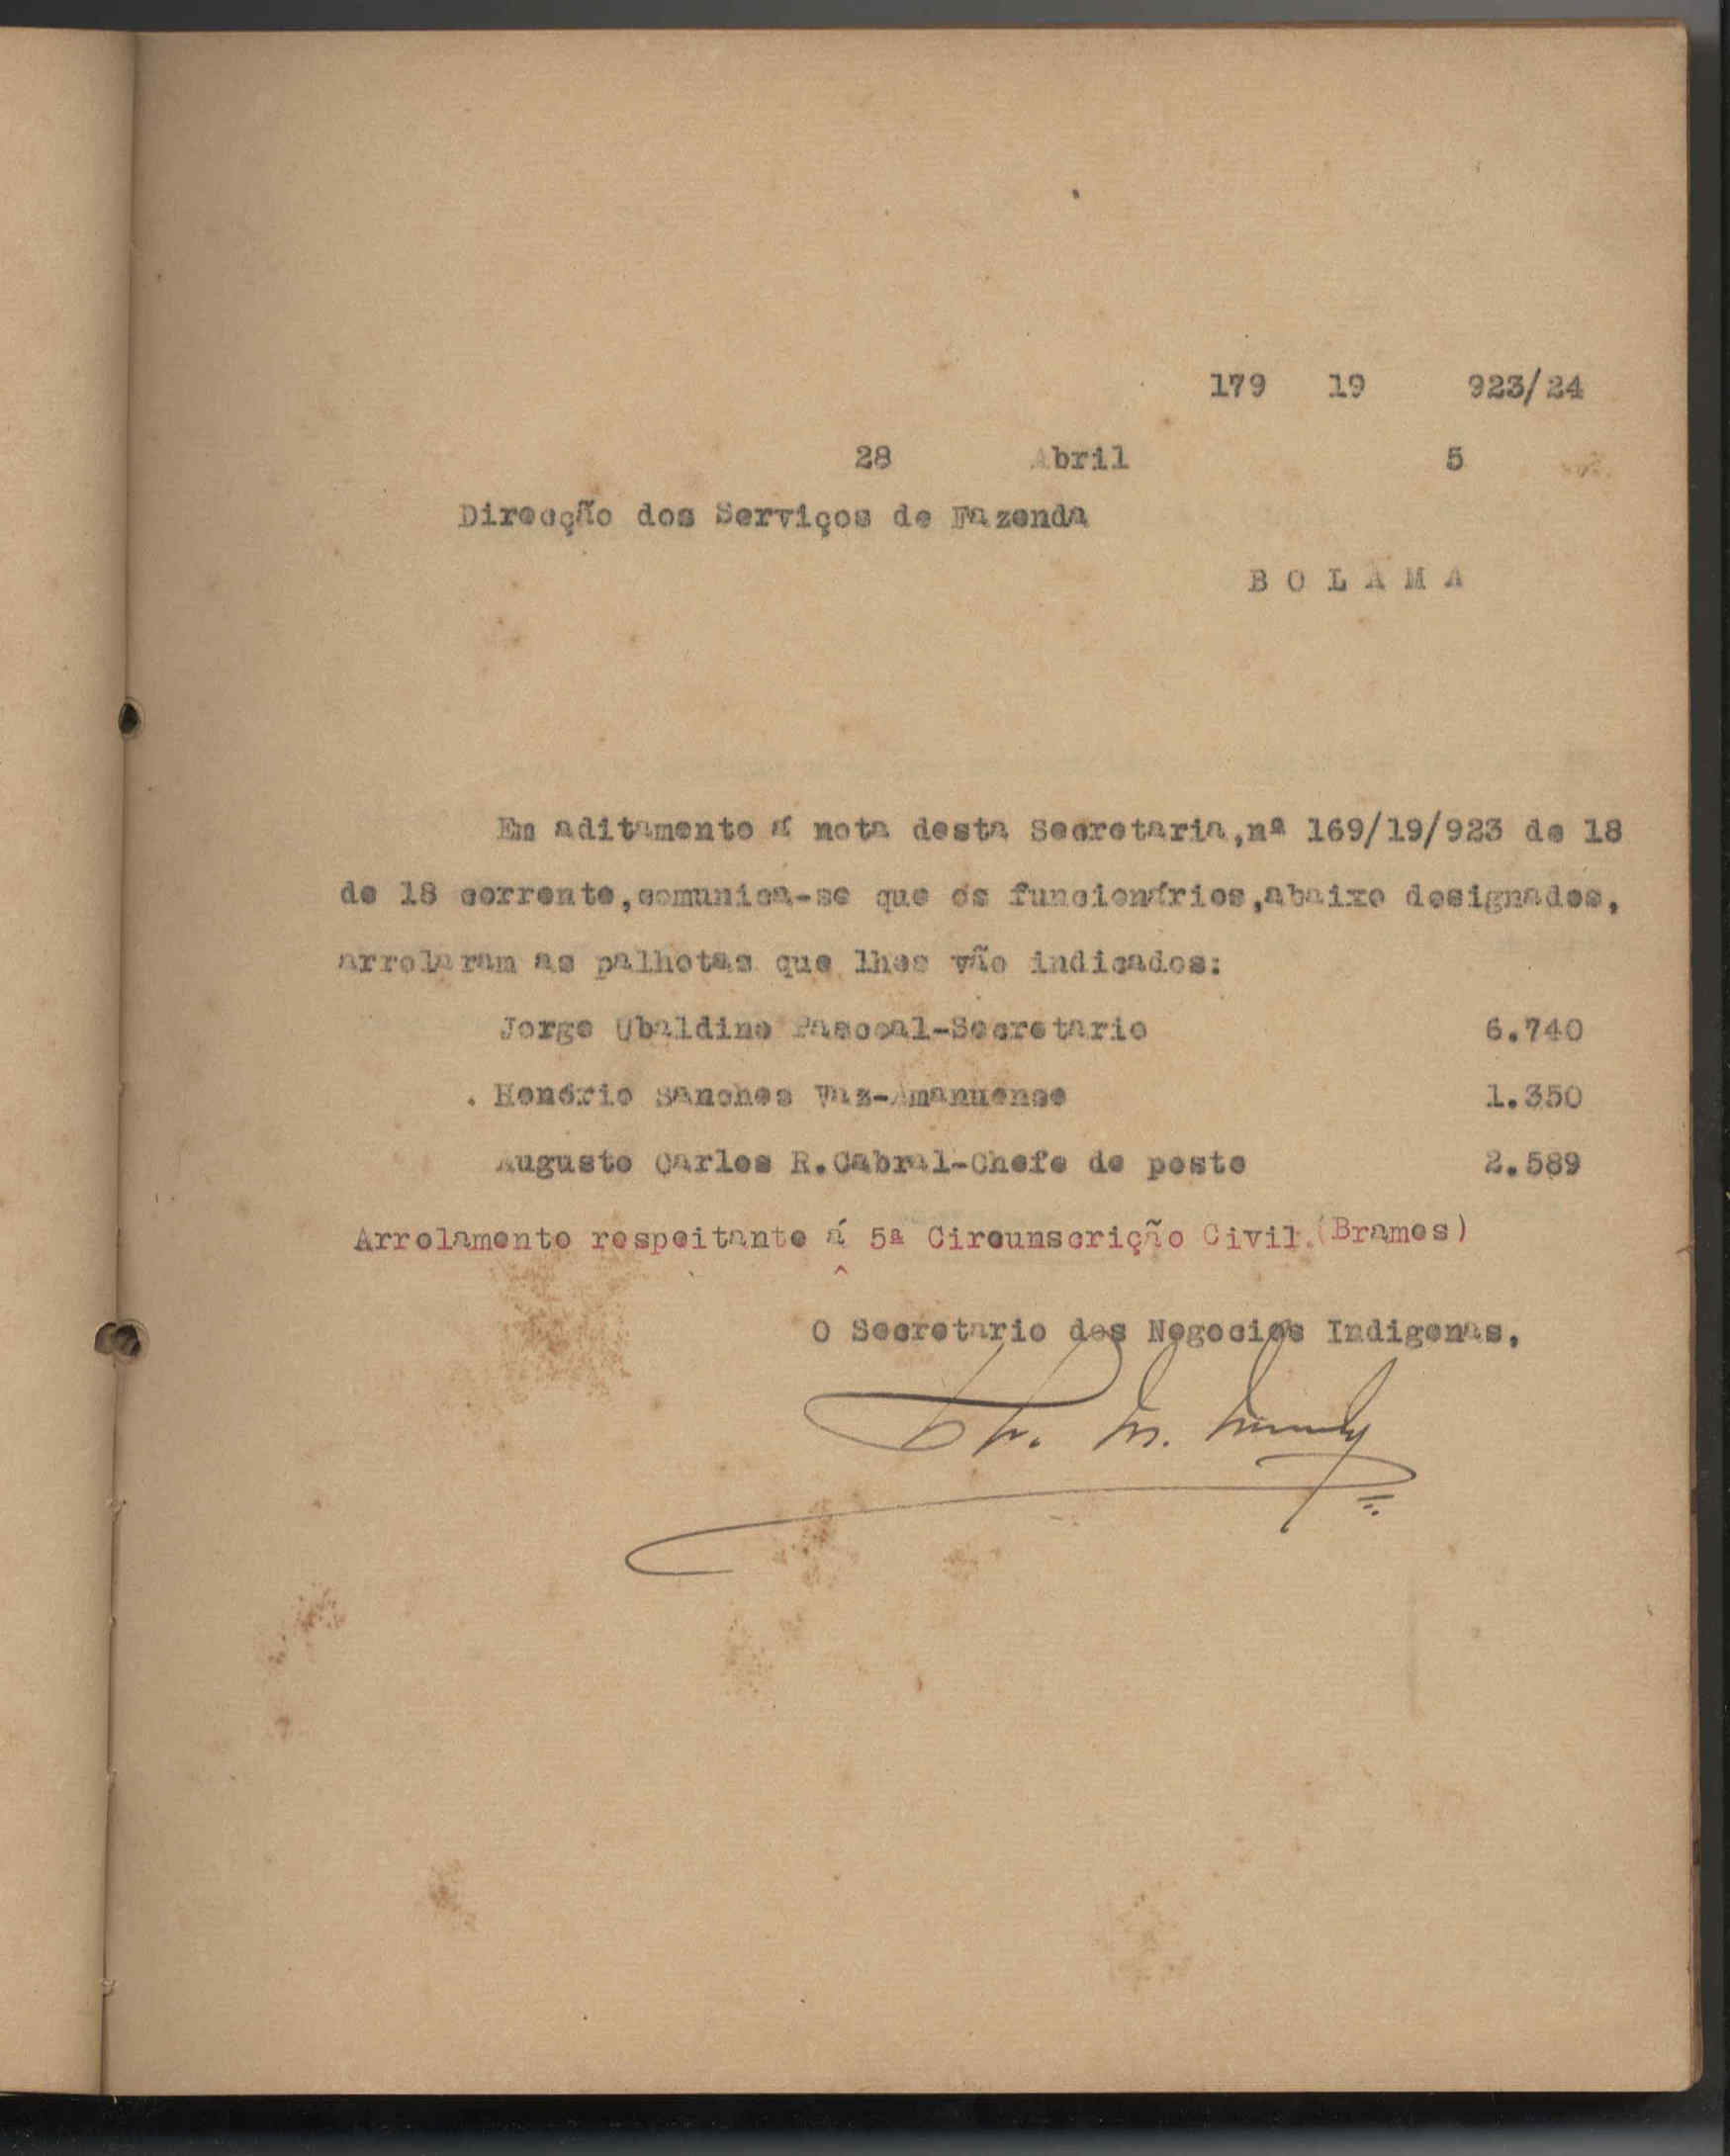 179 19 923/24
28 Abril 5
Direcção dos Serviços de Fazenda
B O L A M A
Em aditamento á nota desta Secretaria,nª 169/19/923 de 18
de 18 corrente,comunica-se que os funcionários,abaixo designados,
arrolaram as palhotas que lhes vão indicados:
Jorge Ubaldino Pascoal-Secretario 6.740
. Honório Sanches Vaz-Amanuense 1.350
Augusto Carlos R.Cabral-Chefe de posto 2.589
Arrolamento respeitante á 5ª Circunscrição Civil.(Brames)
^
O Secretario dos Negocios Indigenas.